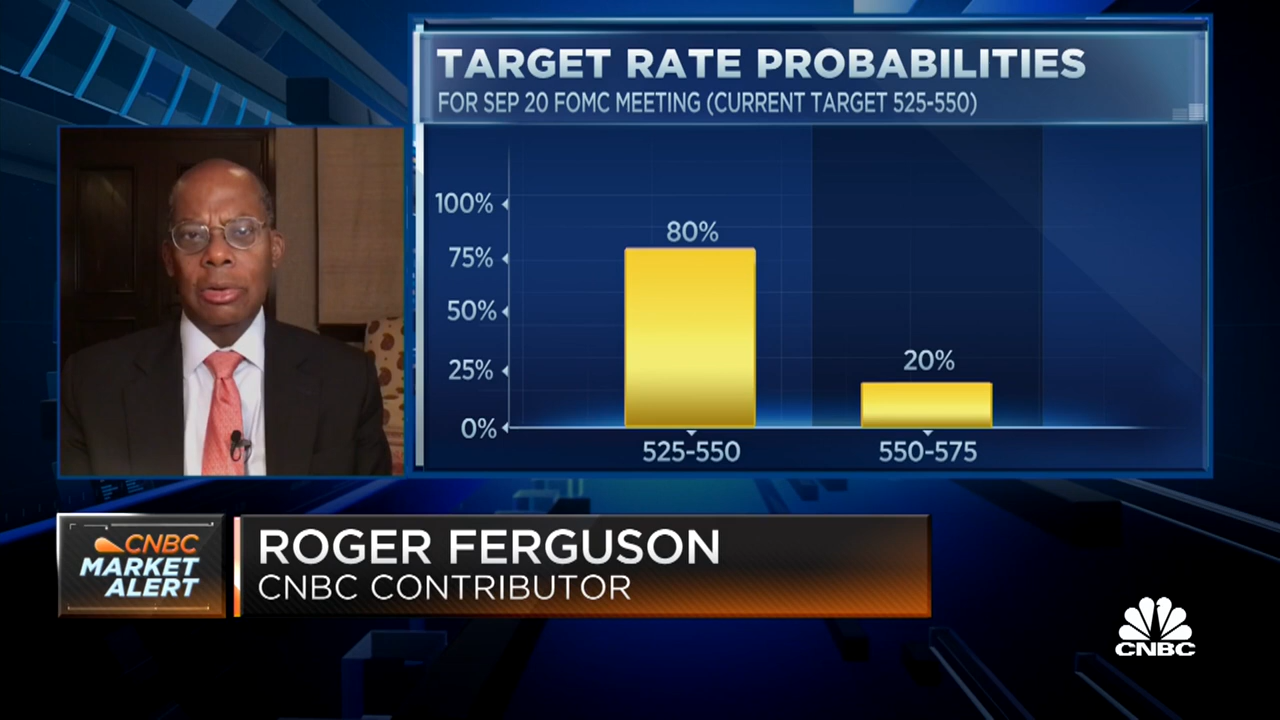 TARGET RATE PROBABILITIES
FOR SEP 20 FOMC MEETING (CURRENT TARGET 525-550)
100%
75%
50%
25%
0%
80%
20%
525-550
550-575
CNBC
MARKET
ALERT
ROGER FERGUSON
CNBC CONTRIBUTOR
CNBC